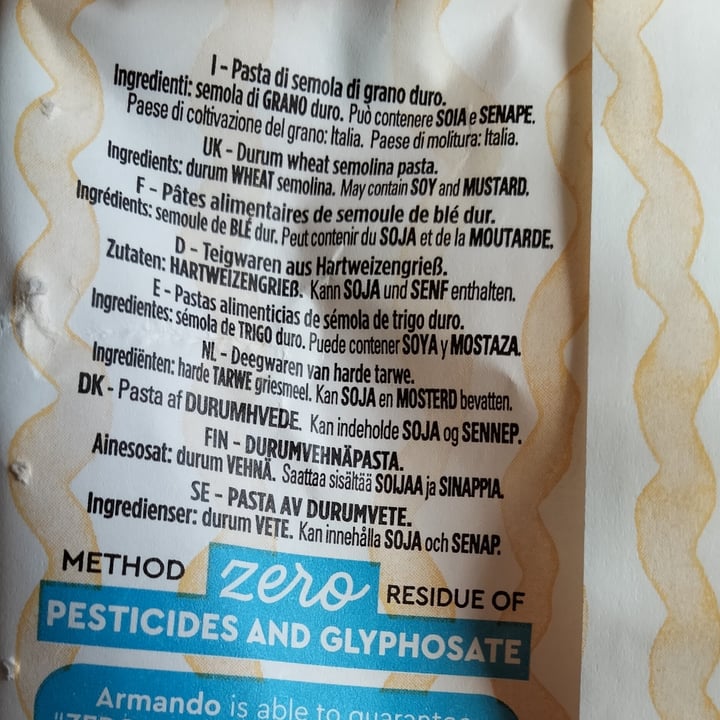 I - Pasta di semola di grano duro.
Ingredienti: semola di GRANO duro. Può contenere SOIA e SENAPE.
Paese di coltivazione del grano: Italia. Paese di molitura: Italia.
UK - Durum wheat semolina pasta.
Ingredients: durum WHEAT semolina. May contain SOY and MUSTARD.
F - Pâtes alimentaires de semoule de blé dur.
Ingrédients: semoule de BLÉ dur. Peut contenir du SOJA et de la MOUTARDE.
D - Teigwaren aus Hartweizengrieß.
Zutaten: HARTWEIZENGRIEß. Kann SOJA und SENF enthalten.
E - Pastas alimenticias de sémola de trigo duro.
Ingredientes: sémola de TRIGO duro. Puede contener SOYA y MOSTAZA.
NL - Deegwaren van harde tarwe.
Ingrediënten: harde TARWE griesmeel. Kan SOJA en MOSTERD bevatten.
DK - Pasta af DURUMHVEDE. Kan indeholde SOJA og SENNEP.
FIN - DURUMVEHNÄPASTA.
Ainesosat: durum VEHNÄ. Saattaa sisältää SOIJAA ja SINAPPIA.
SE - PASTA AV DURUMVETE.
Ingredienser: durum VETE. Kan innehålla SOJA och SENAP.
METHOD zero RESIDUE OF
PESTICIDES AND GLYPHOSATE
Armando is able to guarantee